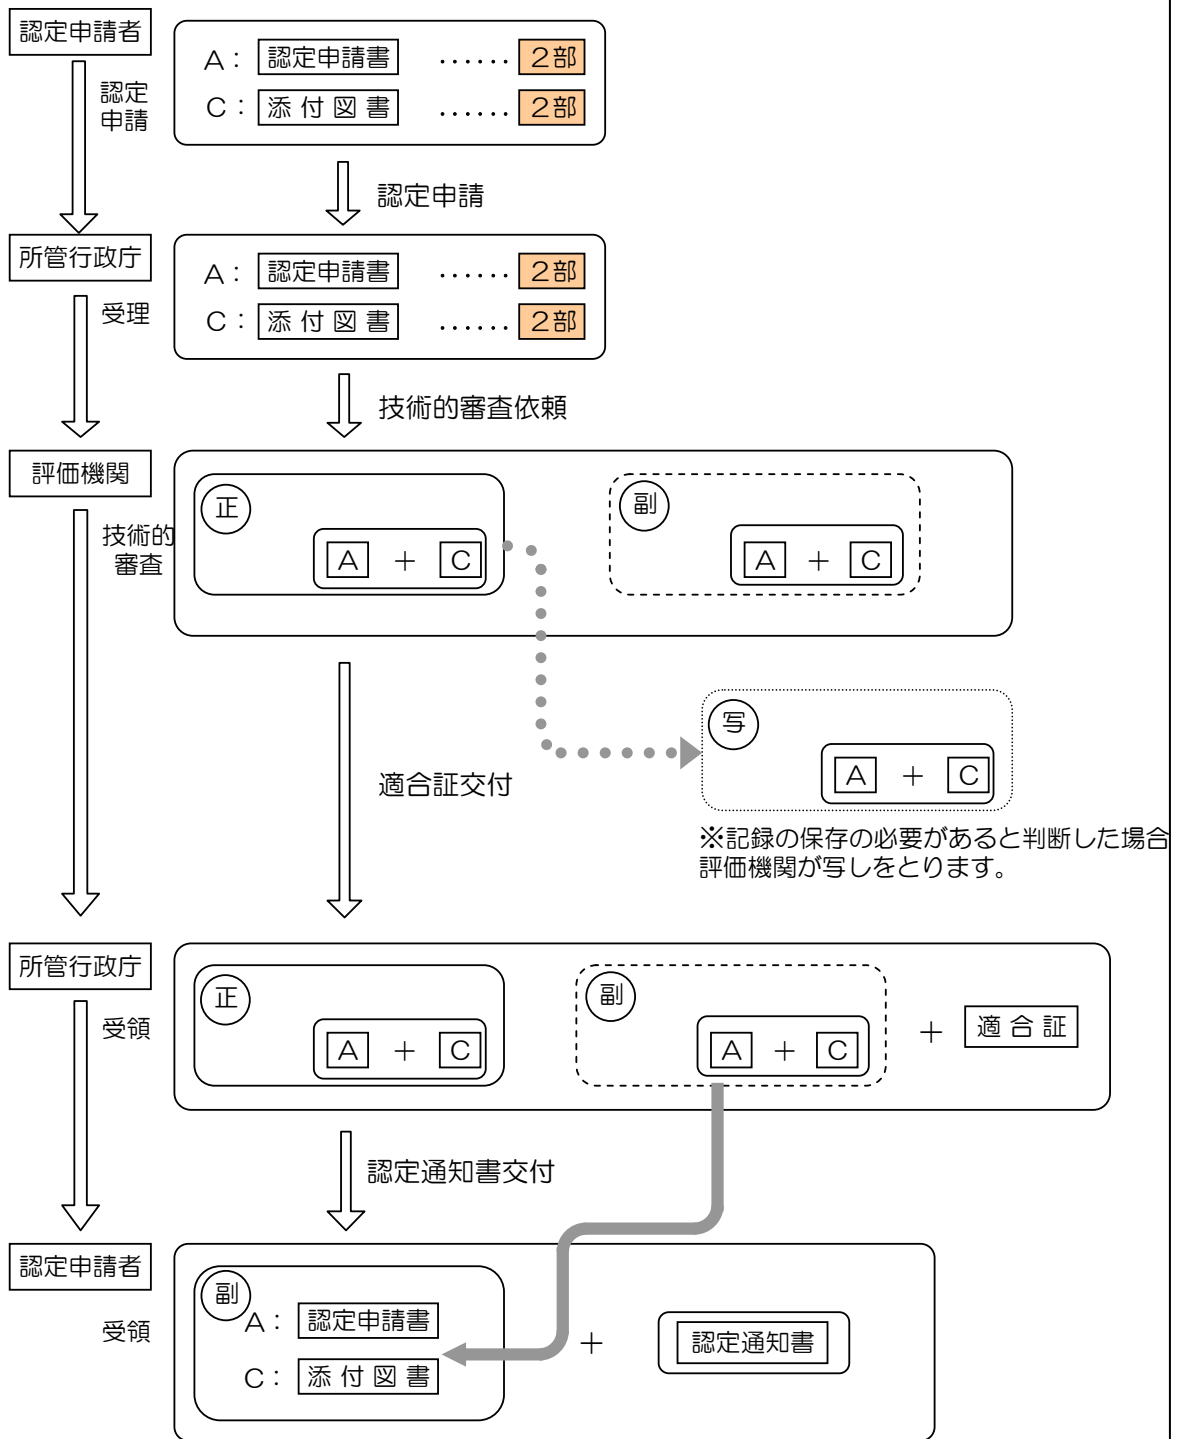 認定申請者
認定
申請
A： 認定申請書 ‥‥‥ 2部
C： 添 付 図 書 ‥‥‥ 2部
認定申請
所管行政庁
受理
A： 認定申請書 ‥‥‥ 2部
C： 添 付 図 書 ‥‥‥ 2部
技術的審査依頼
評価機関
技術的
審査
正
A ＋ C
副
A ＋ C
写
A ＋ C
※記録の保存の必要があると判断した場合
評価機関が写しをとります。
適合証交付
所管行政庁
受領
正
A ＋ C
副
A ＋ C
＋ 適 合 証
認定通知書交付
認定申請者
受領
副
A： 認定申請書
C： 添 付 図 書
＋ 認定通知書